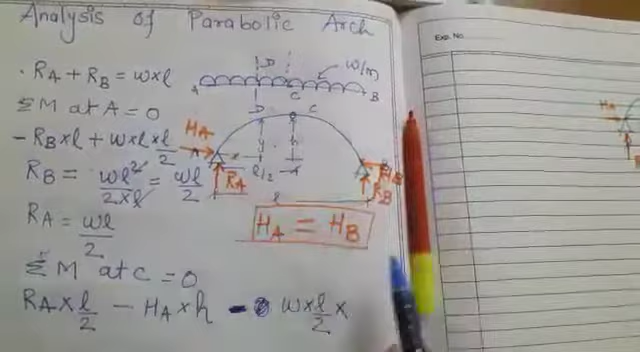 Analysis of Parabolic Arch
· RA + RB = w×l
ΣM at A = 0
- RB×l + w×l×l/2
RB = wl²/2×l = wl/2
RA = wl/2
ΣM at C = 0
RA×l/2 - HA×h - w×l/2×
D
w/m
A
C
B
D
C
HA
A
x
y
h
l/2
RA
HB
RB
l
HA = HB
Exp. No.
HA